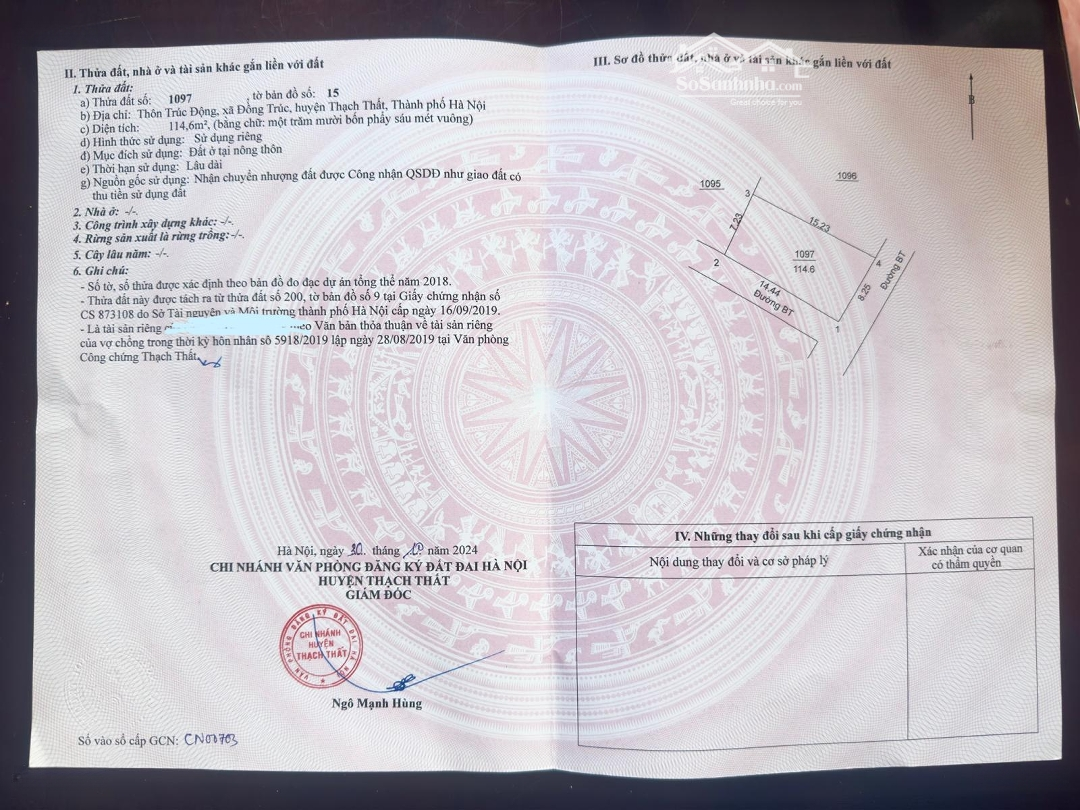 II. Thửa đất, nhà ở và tài sản khác gắn liền với đất
1. Thửa đất:
a) Thửa đất số: 1097 , tờ bản đồ số: 15
b) Địa chỉ: Thôn Trúc Động, xã Đồng Trúc, huyện Thạch Thất, Thành phố Hà Nội
c) Diện tích: 114,6m², (bằng chữ: một trăm mười bốn phẩy sáu mét vuông)
d) Hình thức sử dụng: Sử dụng riêng
đ) Mục đích sử dụng: Đất ở tại nông thôn
e) Thời hạn sử dụng: Lâu dài
g) Nguồn gốc sử dụng: Nhận chuyển nhượng đất được Công nhận QSDĐ như giao đất có
thu tiền sử dụng đất
2. Nhà ở: -/-.
3. Công trình xây dựng khác: -/-.
4. Rừng sản xuất là rừng trồng: -/-.
5. Cây lâu năm: -/-.
6. Ghi chú:
- Số tờ, số thửa được xác định theo bản đồ đo đạc dự án tổng thể năm 2018.
- Thửa đất này được tách ra từ thửa đất số 200, tờ bản đồ số 9 tại Giấy chứng nhận số
CS 873108 do Sở Tài nguyên và Môi trường thành phố Hà Nội cấp ngày 16/09/2019.
- Là tài sản riêng Văn bản thỏa thuận về tài sản riêng
của vợ chồng trong thời kỳ hôn nhân số 5918/2019 lập ngày 28/08/2019 tại Văn phòng
Công chứng Thạch Thất.
Hà Nội, ngày 30 tháng 10 năm 2024
CHI NHÁNH VĂN PHÒNG ĐĂNG KÝ ĐẤT ĐAI HÀ NỘI
HUYỆN THẠCH THẤT
GIÁM ĐỐC
VĂN PHÒNG ĐĂNG KÝ ĐẤT ĐAI HÀ NỘI
CHI NHÁNH
HUYỆN
THẠCH THẤT
Ngô Mạnh Hùng
Số vào sổ cấp GCN: CN00703
III. Sơ đồ thửa đất, nhà ở và tài sản khác gắn liền với đất
SoSanhnha.com
Great choice for you
B
1095
1096
3
7.23
15.23
2
1097
114.6
4
14.44
Đường BT
8.25
Đường BT
1
IV. Những thay đổi sau khi cấp giấy chứng nhận
Nội dung thay đổi và cơ sở pháp lý
Xác nhận của cơ quan
có thẩm quyền